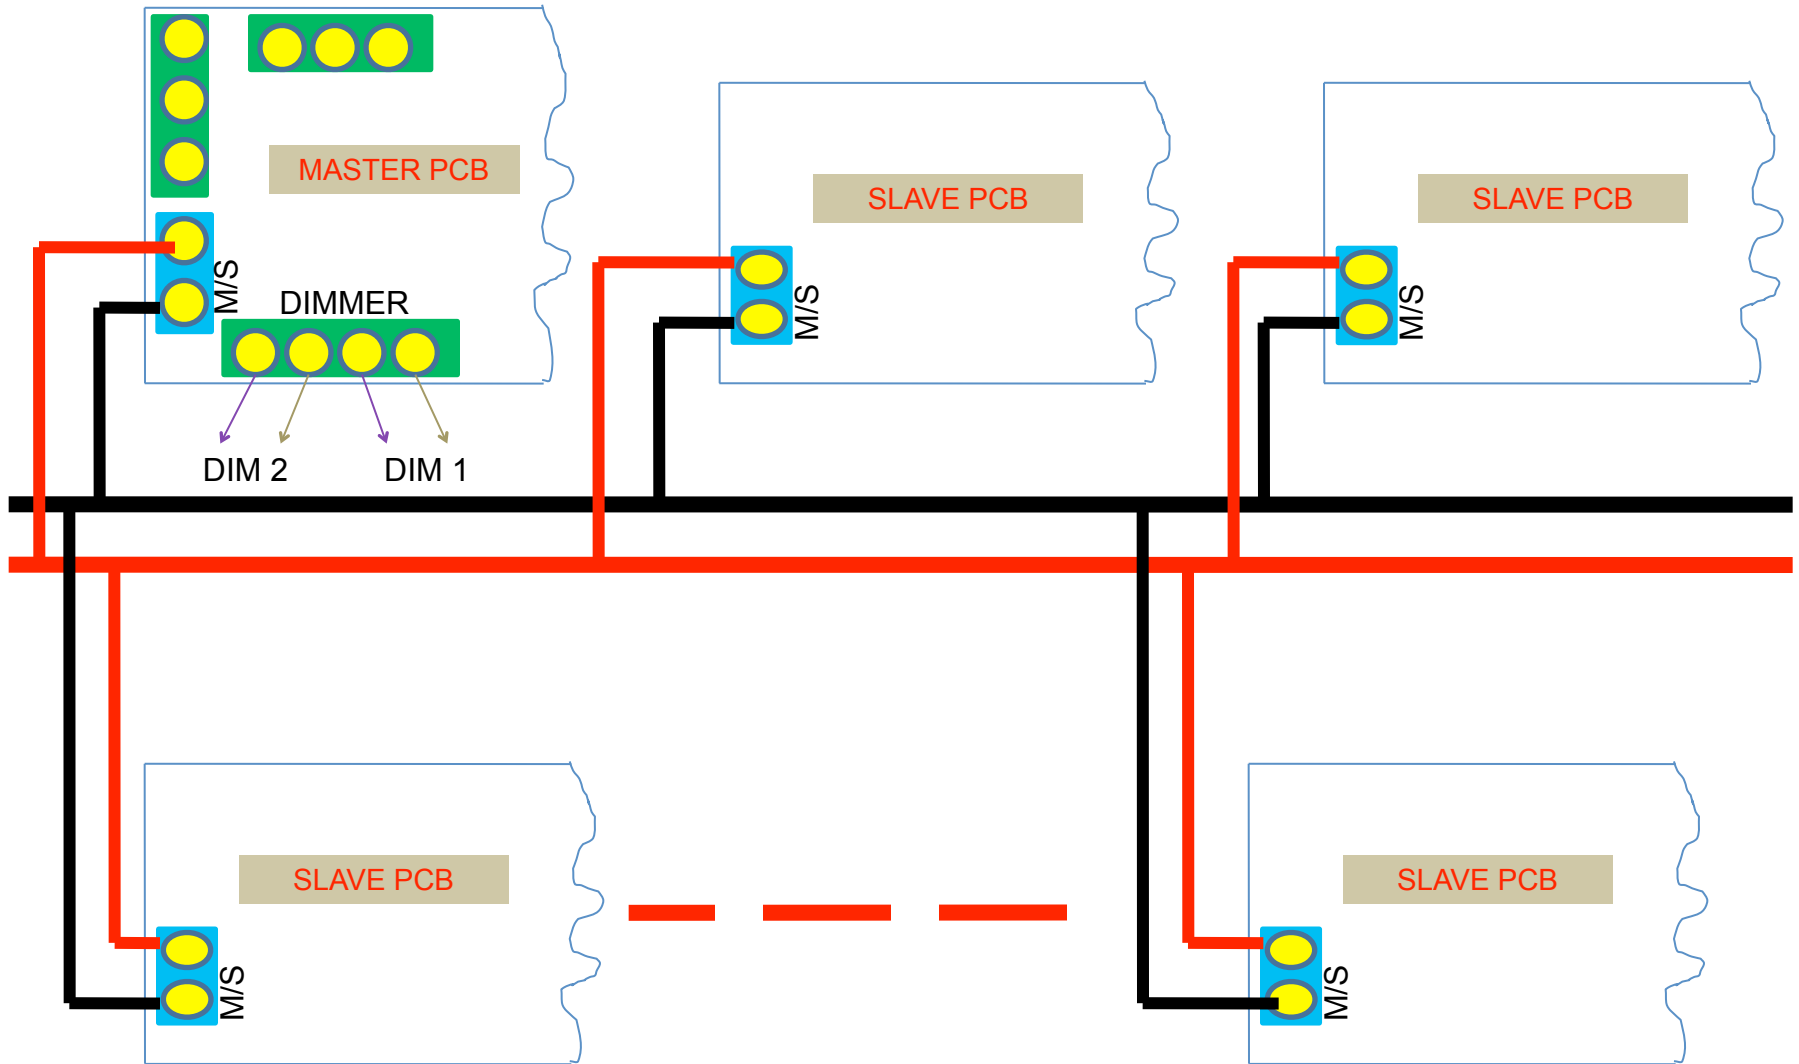 MASTER PCB
M/S
DIMMER
DIM 2
DIM 1
SLAVE PCB
M/S
SLAVE PCB
M/S
SLAVE PCB
M/S
SLAVE PCB
M/S